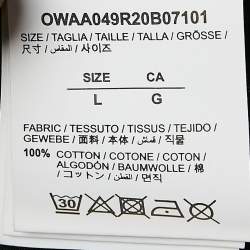 OWAA049R20B07101
SIZE / TAGLIA / TAILLE / TALLA / GRÖSSE /
尺寸 / المقاس / 사이즈
SIZE CA
L G
FABRIC / TESSUTO / TISSUS / TEJIDO /
GEWEBE / 面料 / قماش / 本体 / 직물
100% COTTON / COTONE / COTON /
ALGODÓN / BAUMWOLLE / 棉
/ コットン / قطن / 면직
30